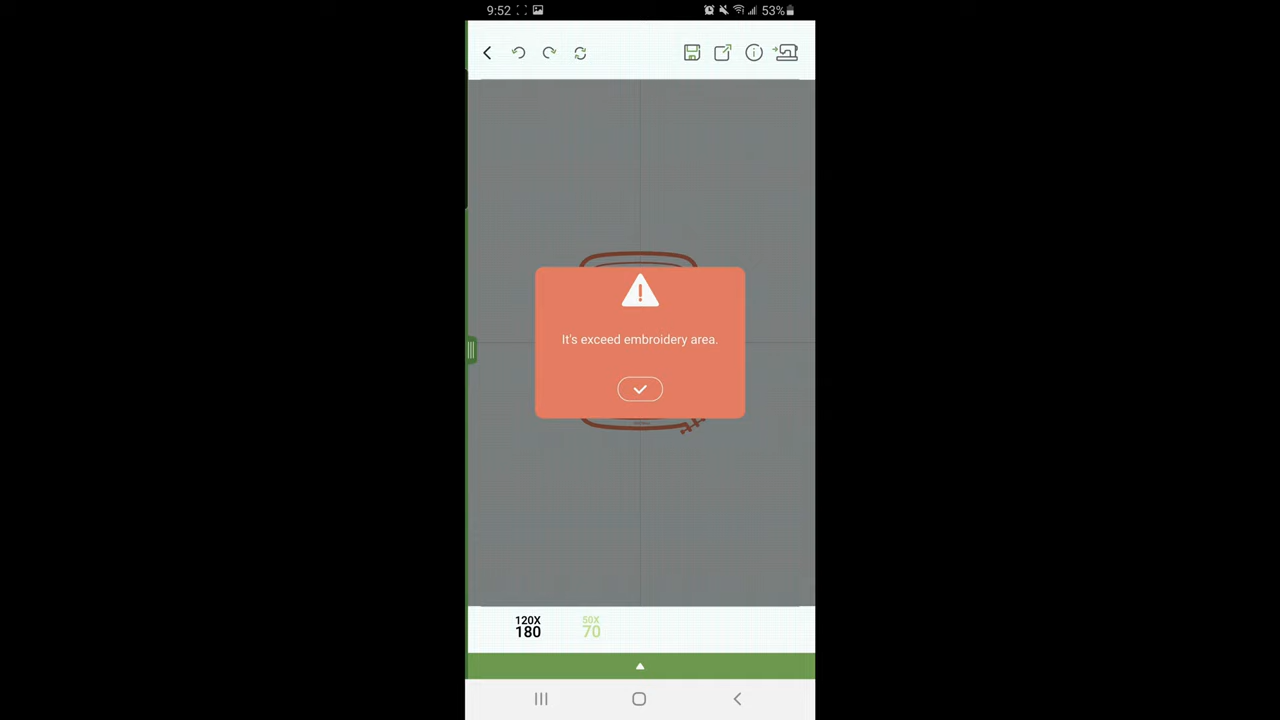 9:52 53%
It's exceed embroidery area.
120X 50X
180 70